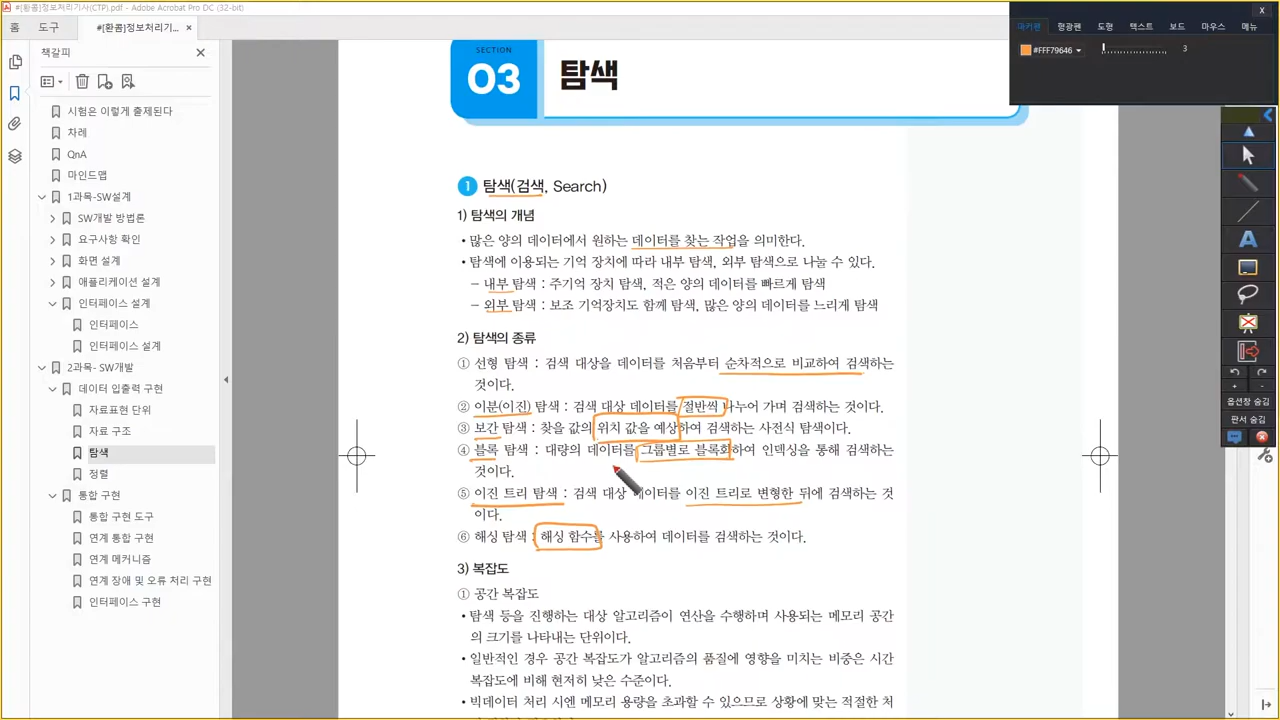 #[환콤]정보처리기사(CTP).pdf - Adobe Acrobat Pro DC (32-bit)
홈
도구
#[환콤]정보처리기... ×
책갈피
시험은 이렇게 출제된다
차례
QnA
마인드맵
1과목-SW설계
SW개발 방법론
요구사항 확인
화면 설계
애플리케이션 설계
인터페이스 설계
인터페이스
인터페이스 설계
2과목- SW개발
데이터 입출력 구현
자료표현 단위
자료 구조
탐색
정렬
통합 구현
통합 구현 도구
연계 통합 구현
연계 메커니즘
연계 장애 및 오류 처리 구현
인터페이스 구현
SECTION
03
탐색
1 탐색(검색, Search)
1) 탐색의 개념
• 많은 양의 데이터에서 원하는 데이터를 찾는 작업을 의미한다.
• 탐색에 이용되는 기억 장치에 따라 내부 탐색, 외부 탐색으로 나눌 수 있다.
– 내부 탐색 : 주기억 장치 탐색, 적은 양의 데이터를 빠르게 탐색
– 외부 탐색 : 보조 기억장치도 함께 탐색, 많은 양의 데이터를 느리게 탐색
2) 탐색의 종류
① 선형 탐색 : 검색 대상을 데이터를 처음부터 순차적으로 비교하여 검색하는
것이다.
② 이분(이진) 탐색 : 검색 대상 데이터를 절반씩 나누어 가며 검색하는 것이다.
③ 보간 탐색 : 찾을 값의 위치 값을 예상하여 검색하는 사전식 탐색이다.
④ 블록 탐색 : 대량의 데이터를 그룹별로 블록화하여 인덱싱을 통해 검색하는
것이다.
⑤ 이진 트리 탐색 : 검색 대상 데이터를 이진 트리로 변형한 뒤에 검색하는 것
이다.
⑥ 해싱 탐색 : 해싱 함수를 사용하여 데이터를 검색하는 것이다.
3) 복잡도
① 공간 복잡도
• 탐색 등을 진행하는 대상 알고리즘이 연산을 수행하며 사용되는 메모리 공간
의 크기를 나타내는 단위이다.
• 일반적인 경우 공간 복잡도가 알고리즘의 품질에 영향을 미치는 비중은 시간
복잡도에 비해 현저히 낮은 수준이다.
• 빅데이터 처리 시엔 메모리 용량을 초과할 수 있으므로 상황에 맞는 적절한 처
X
마커펜 형광펜 도형 텍스트 보드 마우스 메뉴
#FFF79646
3
A
- +
옵션창 숨김
판서 숨김